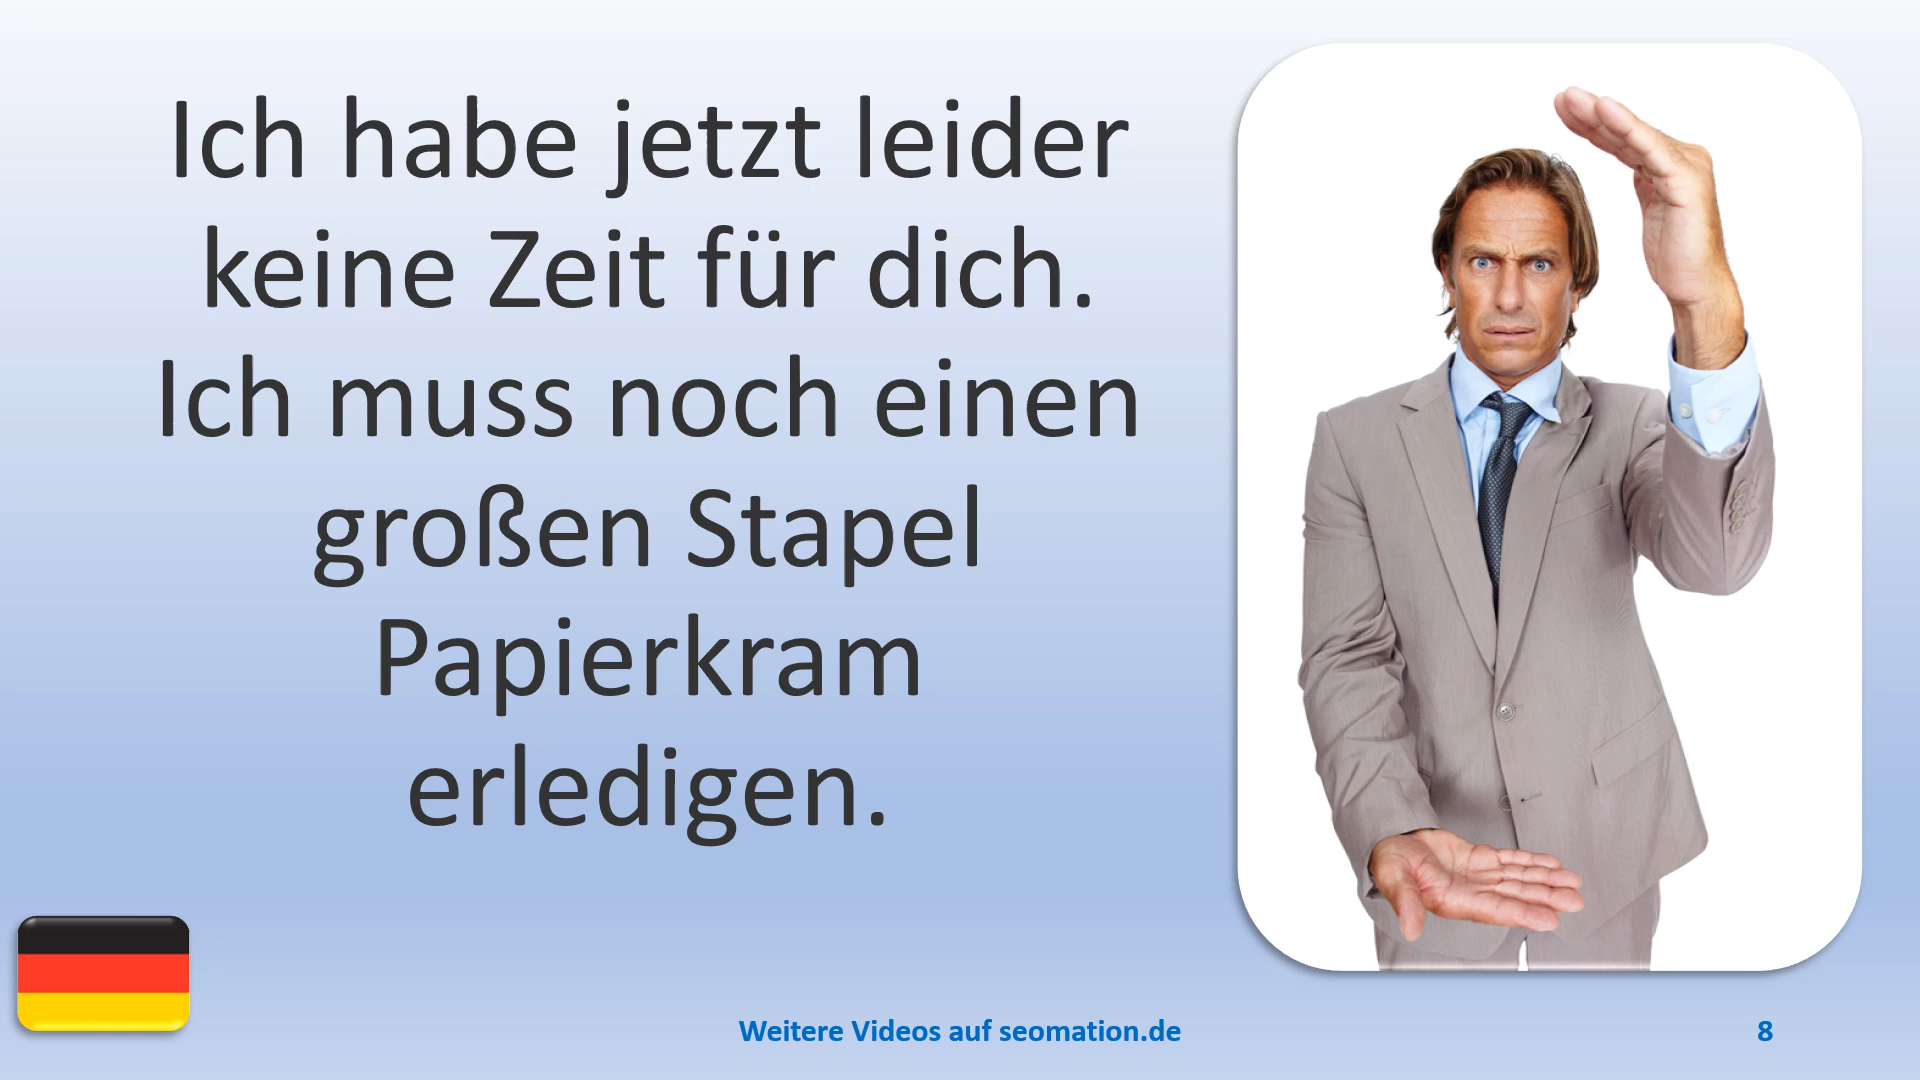 Ich habe jetzt leider
keine Zeit für dich.
Ich muss noch einen
großen Stapel
Papierkram
erledigen.
Weitere Videos auf seomation.de
8